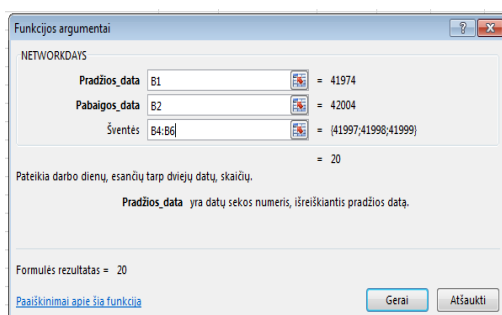 Funkcijos argumentai
NETWORKDAYS
Pradžios_data B1 = 41974
Pabaigos_data B2 = 42004
Šventės B4:B6 = {41997;41998;41999}
= 20
Pateikia darbo dienų, esančių tarp dviejų datų, skaičių.
Pradžios_data yra datų sekos numeris, išreiškiantis pradžios datą.
Formulės rezultatas = 20
Paaiškinimai apie šia funkcija
Gerai Atšaukti